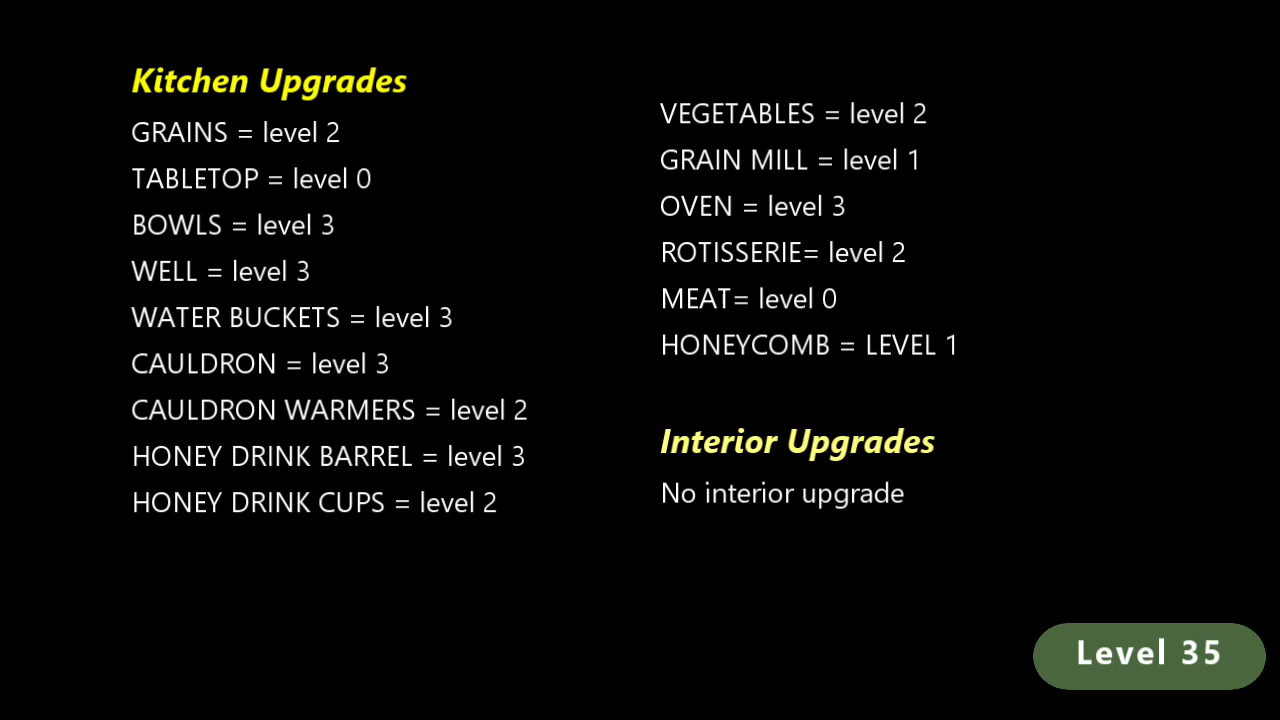 Kitchen Upgrades
GRAINS = level 2
TABLETOP = level 0
BOWLS = level 3
WELL = level 3
WATER BUCKETS = level 3
CAULDRON = level 3
CAULDRON WARMERS = level 2
HONEY DRINK BARREL = level 3
HONEY DRINK CUPS = level 2
VEGETABLES = level 2
GRAIN MILL = level 1
OVEN = level 3
ROTISSERIE= level 2
MEAT= level 0
HONEYCOMB = LEVEL 1
Interior Upgrades
No interior upgrade
Level 35